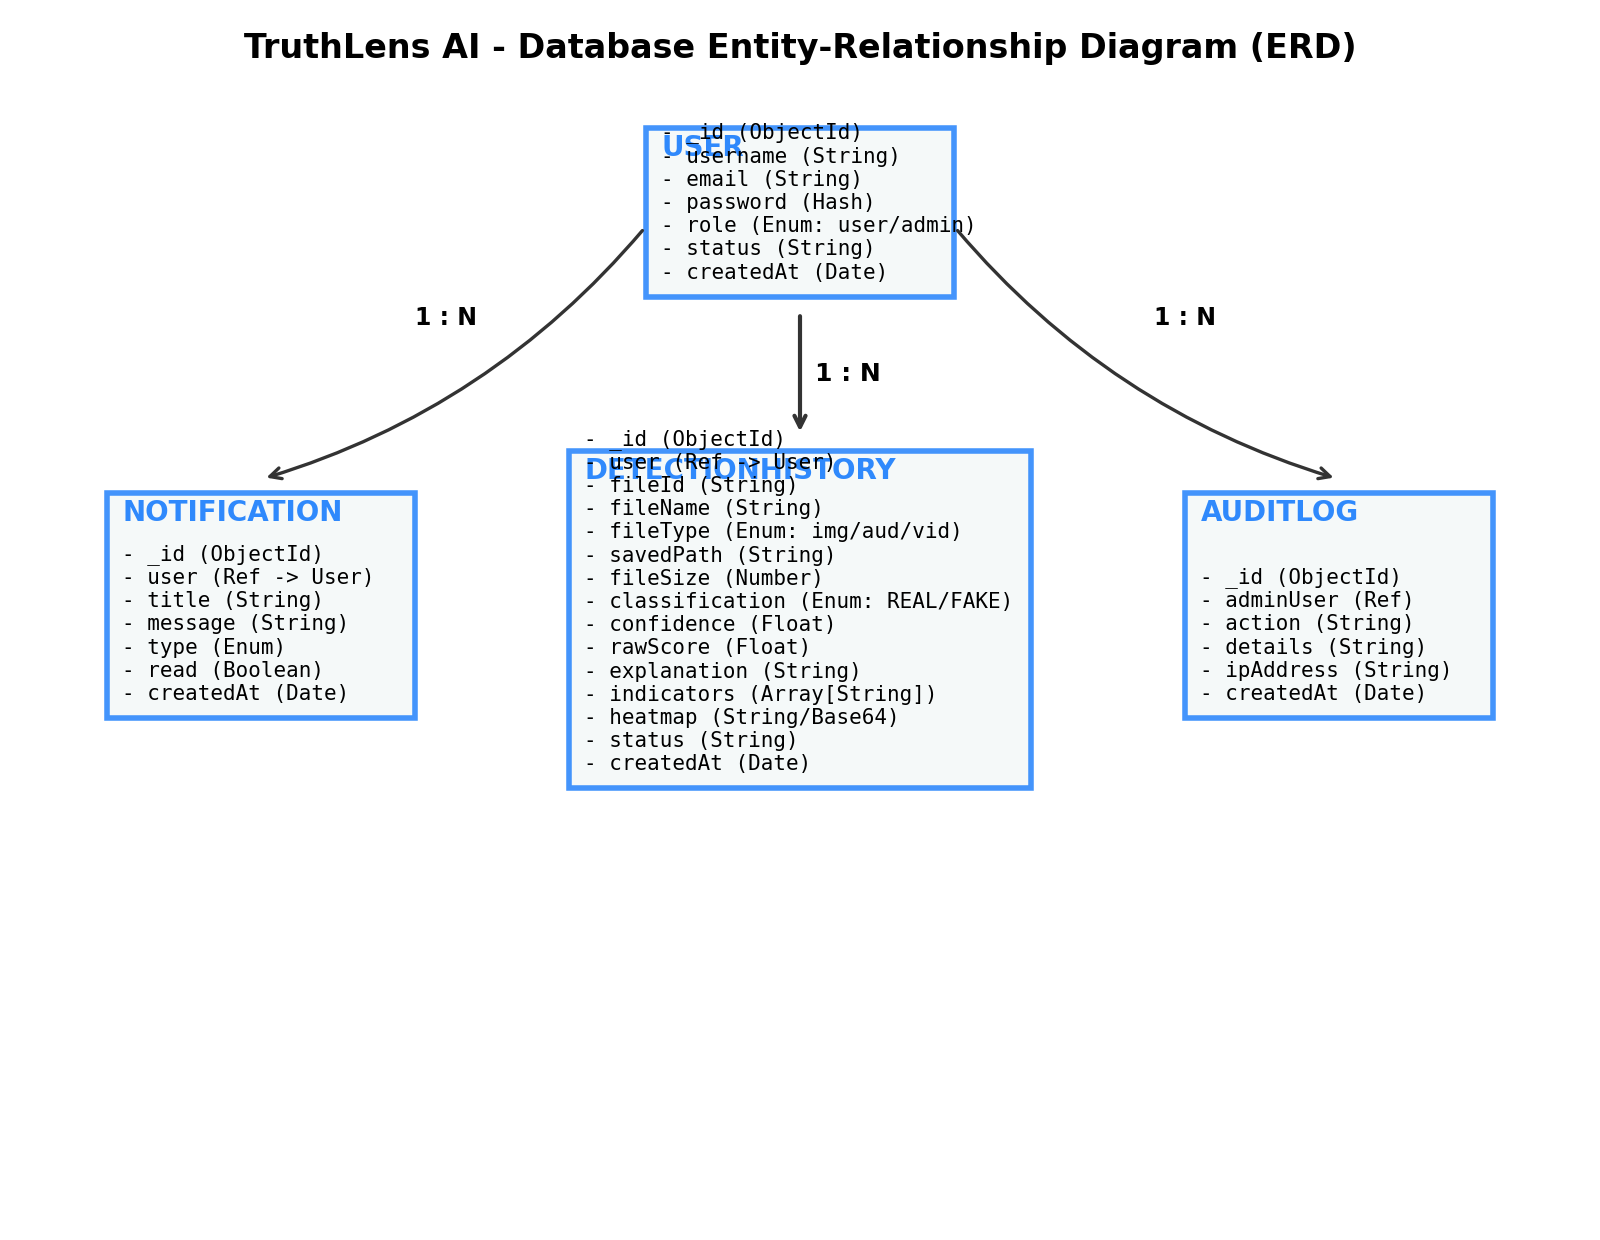 TruthLens AI - Database Entity-Relationship Diagram (ERD)
USER
- _id (ObjectId)
- username (String)
- email (String)
- password (Hash)
- role (Enum: user/admin)
- status (String)
- createdAt (Date)
1 : N
1 : N
1 : N
NOTIFICATION
- _id (ObjectId)
- user (Ref -> User)
- title (String)
- message (String)
- type (Enum)
- read (Boolean)
- createdAt (Date)
DETECTIONHISTORY
- _id (ObjectId)
- user (Ref -> User)
- fileId (String)
- fileName (String)
- fileType (Enum: img/aud/vid)
- savedPath (String)
- fileSize (Number)
- classification (Enum: REAL/FAKE)
- confidence (Float)
- rawScore (Float)
- explanation (String)
- indicators (Array[String])
- heatmap (String/Base64)
- status (String)
- createdAt (Date)
AUDITLOG
- _id (ObjectId)
- adminUser (Ref)
- action (String)
- details (String)
- ipAddress (String)
- createdAt (Date)